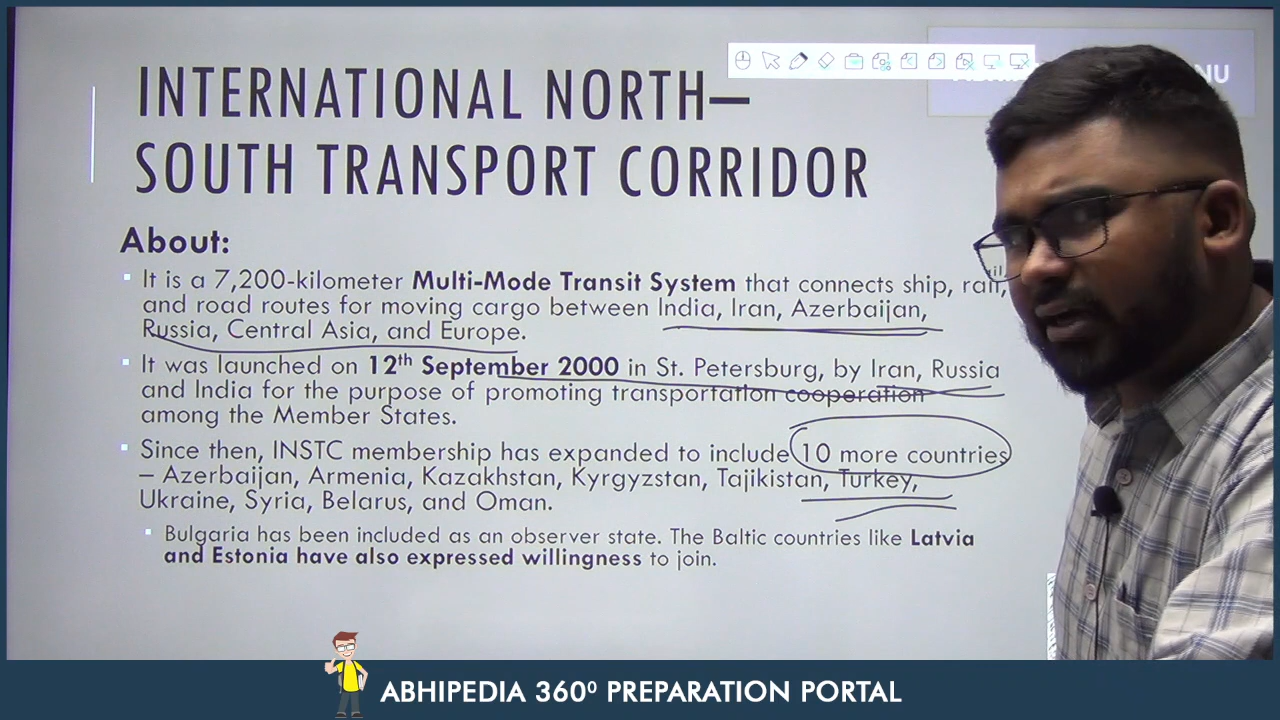 NU
INTERNATIONAL NORTH–
SOUTH TRANSPORT CORRIDOR
About:
It is a 7,200-kilometer Multi-Mode Transit System that connects ship, rail,
and road routes for moving cargo between India, Iran, Azerbaijan,
Russia, Central Asia, and Europe.
It was launched on 12th September 2000 in St. Petersburg, by Iran, Russia
and India for the purpose of promoting transportation cooperation
among the Member States.
Since then, INSTC membership has expanded to include 10 more countries
– Azerbaijan, Armenia, Kazakhstan, Kyrgyzstan, Tajikistan, Turkey,
Ukraine, Syria, Belarus, and Oman.
Bulgaria has been included as an observer state. The Baltic countries like Latvia
and Estonia have also expressed willingness to join.
ABHIPEDIA 360⁰ PREPARATION PORTAL